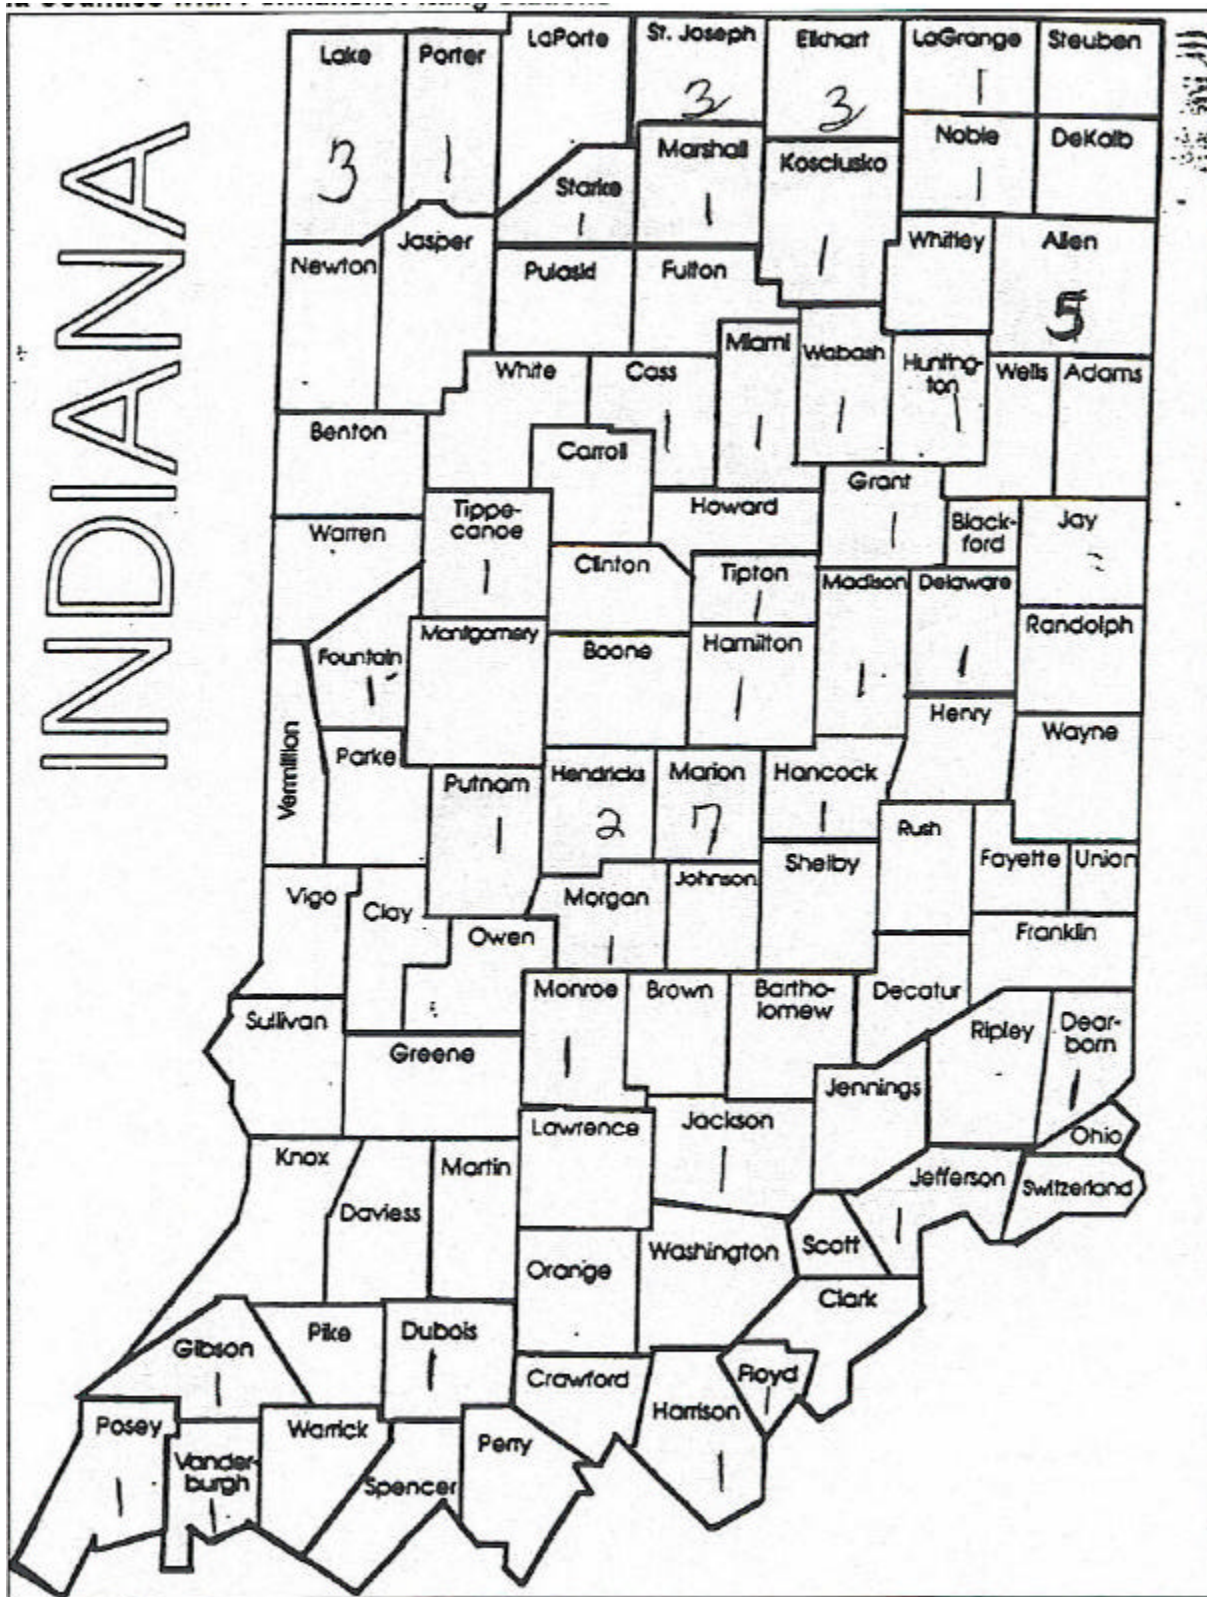 INDIANA
LaPorte
St. Joseph
3
Elkhart
3
LaGrange
1
Steuben
Lake
3
Porter
1
Marshall
1
Kosciusko
1
Noble
1
DeKalb
Starke
1
Jasper
Newton
Pulaski
Fulton
Whitley
Allen
5
Miami
1
Wabash
1
Hunting-
ton
1
Wells
Adams
White
Cass
1
Benton
Carroll
Grant
1
Howard
Black-
ford
Jay
Warren
Tippe-
canoe
1
Clinton
Tipton
1
Madison
1
Delaware
1
Randolph
Fountain
1
Montgomery
Boone
Hamilton
1
Henry
Wayne
Vermillion
Parke
Putnam
1
Hendricks
2
Marion
7
Hancock
1
Rush
Fayette
Union
Shelby
Johnson
Morgan
1
Vigo
Clay
Owen
Franklin
Monroe
1
Brown
Bartho-
lomew
Decatur
Ripley
Dear-
born
1
Sullivan
Greene
Jennings
Lawrence
Jackson
1
Ohio
Knox
Martin
Daviess
Jefferson
1
Switzerland
Washington
Scott
Orange
Clark
Pike
Dubois
1
Gibson
1
Crawford
Floyd
1
Harrison
1
Posey
1
Vander-
burgh
1
Warrick
Spencer
Perry